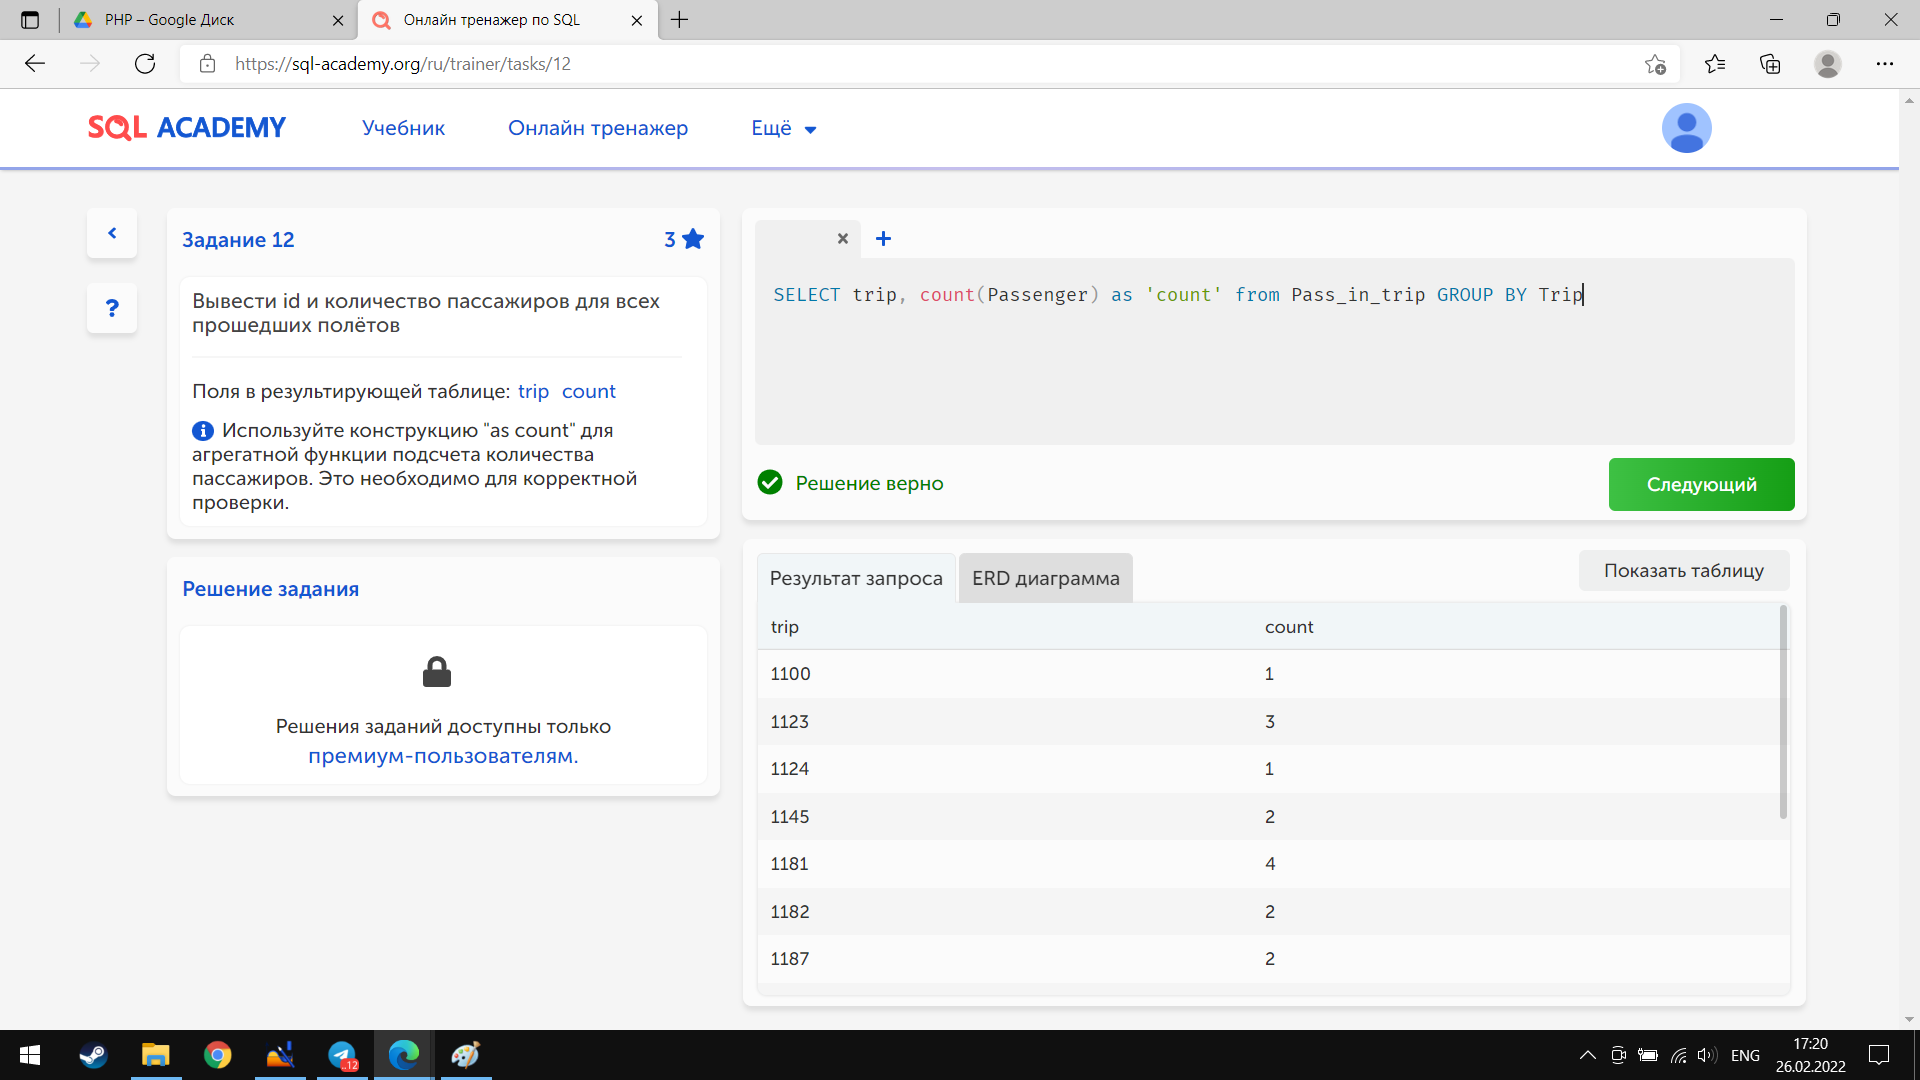 PHP – Google Диск
Онлайн тренажер по SQL
https://sql-academy.org/ru/trainer/tasks/12
SQL ACADEMY
Учебник
Онлайн тренажер
Ещё
Задание 12
3
Вывести id и количество пассажиров для всех
прошедших полётов
Поля в результирующей таблице: trip count
Используйте конструкцию "as count" для
агрегатной функции подсчета количества
пассажиров. Это необходимо для корректной
проверки.
Решение задания
Решения заданий доступны только
премиум-пользователям.
SELECT trip, count(Passenger) as 'count' from Pass_in_trip GROUP BY Trip
Решение верно
Следующий
Результат запроса
ERD диаграмма
Показать таблицу
trip count
1100 1
1123 3
1124 1
1145 2
1181 4
1182 2
1187 2
..12
ENG
17:20
26.02.2022